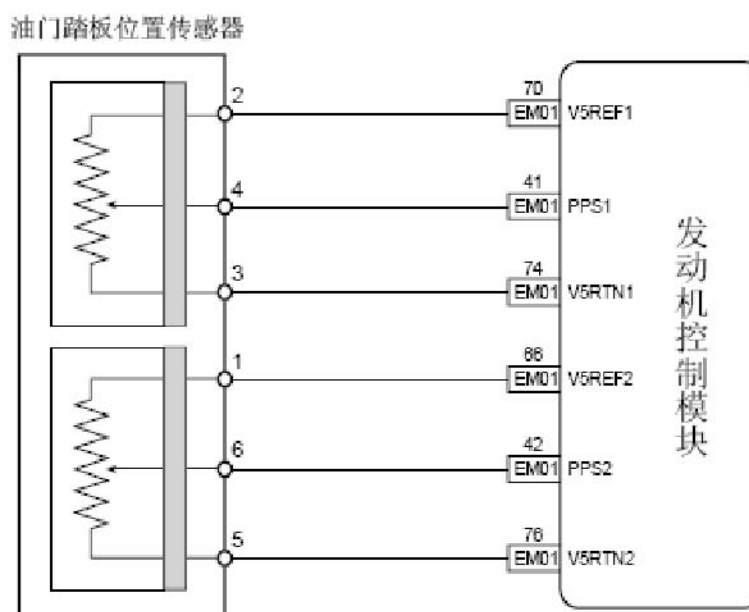 油门踏板位置传感器
2
70
EM01 V5REF1
4
41
EM01 PPS1
3
74
EM01 V5RTN1
1
66
EM01 V5REF2
6
42
EM01 PPS2
5
76
EM01 V5RTN2
发动机控制模块